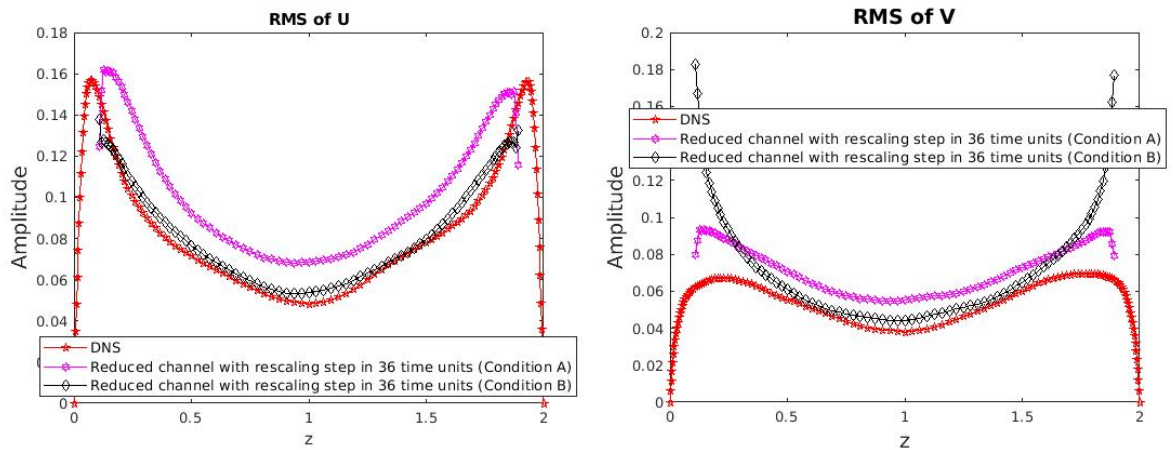 RMS of U
0.18
0.16
0.14
0.12
0.1
0.08
0.06
0.04
0
Amplitude
DNS
Reduced channel with rescaling step in 36 time units (Condition A)
Reduced channel with rescaling step in 36 time units (Condition B)
0 0.5 1 1.5 2
z
RMS of V
0.2
0.18
0.16
0.1
0.08
0.06
0.04
0.02
0
Amplitude
DNS
Reduced channel with rescaling step in 36 time units (Condition A)
Reduced channel with rescaling step in 36 time units (Condition B)
0 0.5 1 1.5 2
z